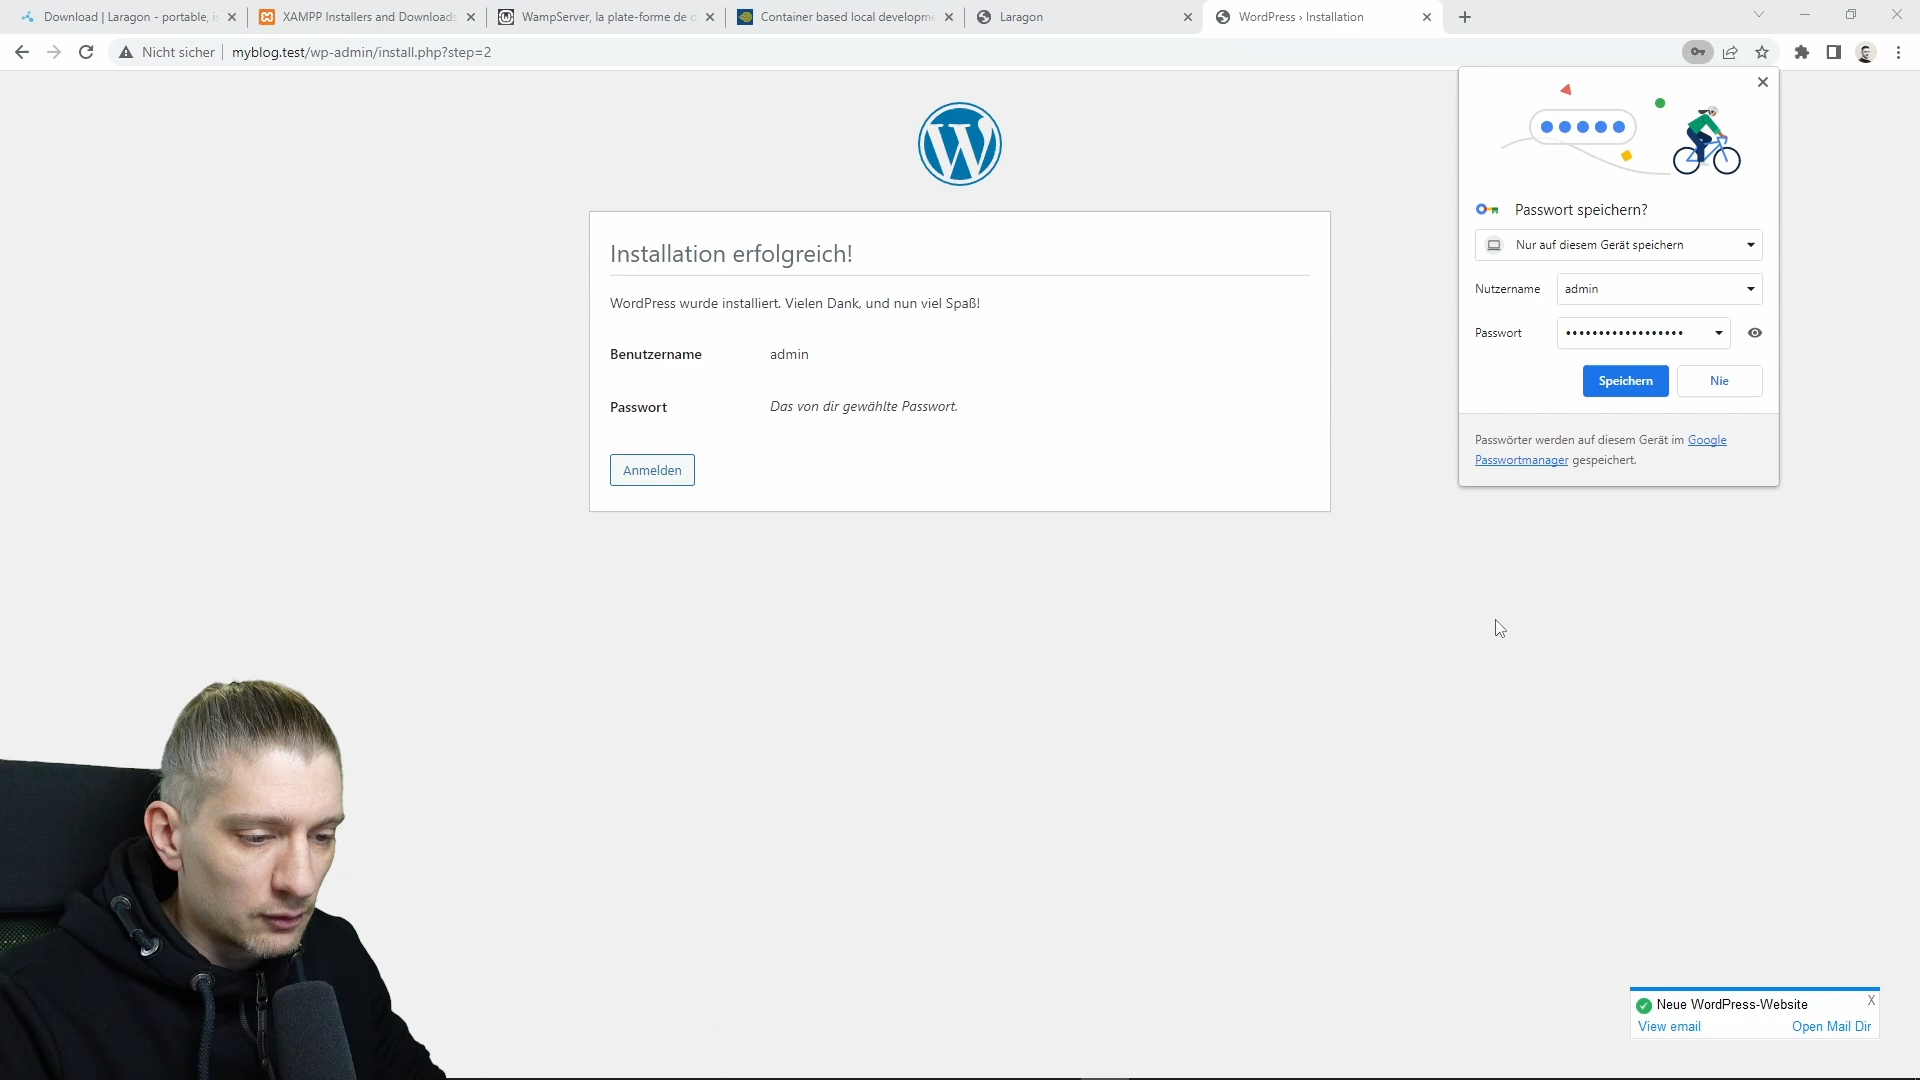 Download | Laragon - portable, is
XAMPP Installers and Downloads
WampServer, la plate-forme de d
Container based local developme
Laragon
WordPress › Installation
Nicht sicher
myblog.test/wp-admin/install.php?step=2
Passwort speichern?
Nur auf diesem Gerät speichern
Nutzername
admin
Passwort
Speichern
Nie
Passwörter werden auf diesem Gerät im Google
Passwortmanager gespeichert.
Installation erfolgreich!
WordPress wurde installiert. Vielen Dank, und nun viel Spaß!
Benutzername admin
Passwort Das von dir gewählte Passwort.
Anmelden
Neue WordPress-Website
X
View email
Open Mail Dir